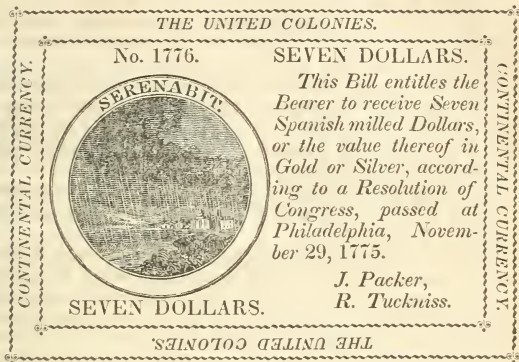 THE UNITED COLONIES.
CONTINENTAL CURRENCY.
No. 1776.
SERENABIT.
SEVEN DOLLARS.
SEVEN DOLLARS.
This Bill entitles the
Bearer to receive Seven
Spanish milled Dollars,
or the value thereof in
Gold or Silver, accord-
ing to a Resolution of
Congress, passed at
Philadelphia, Novem-
ber 29, 1775.
J. Packer,
R. Tuckniss.
CONTINENTAL CURRENCY.
THE UNITED COLONIES.